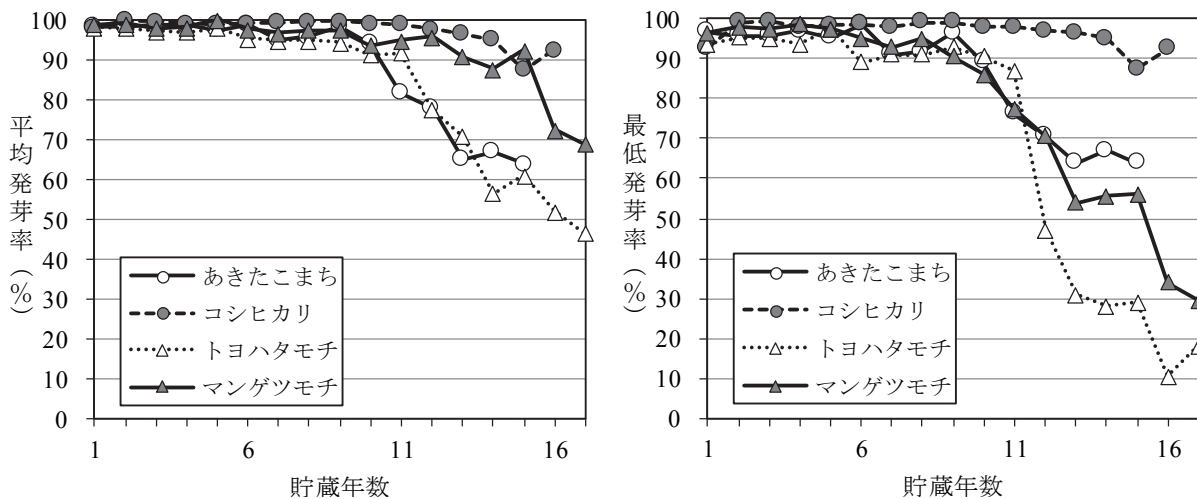 平均発芽率（%）
100
90
80
70
60
50
40
30
20
10
0
あきたこまち
コシヒカリ
トヨハタモチ
マンゲツモチ
1
6
11
16
貯蔵年数
最低発芽率（%）
100
90
80
70
60
50
40
30
20
10
0
あきたこまち
コシヒカリ
トヨハタモチ
マンゲツモチ
1
6
11
16
貯蔵年数